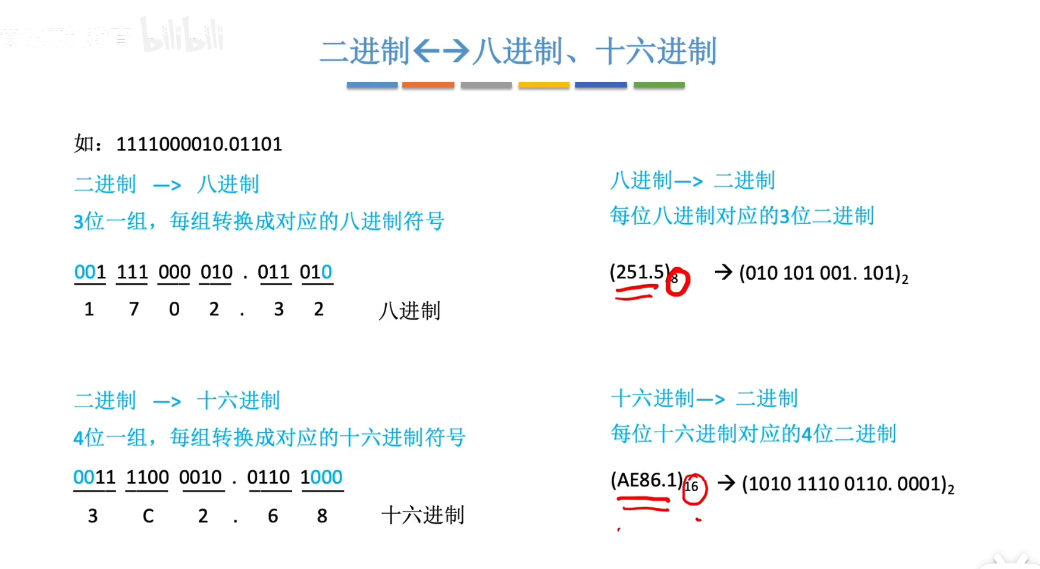 bilibili
二进制←→八进制、十六进制
如：1111000010.01101
二进制 —> 八进制
3位一组，每组转换成对应的八进制符号
001 111 000 010 . 011 010
1 7 0 2 . 3 2 八进制
八进制—> 二进制
每位八进制对应的3位二进制
(251.5)8 → (010 101 001. 101)2
二进制 —> 十六进制
4位一组，每组转换成对应的十六进制符号
0011 1100 0010 . 0110 1000
3 C 2 . 6 8 十六进制
十六进制—> 二进制
每位十六进制对应的4位二进制
(AE86.1)16 → (1010 1110 0110. 0001)2